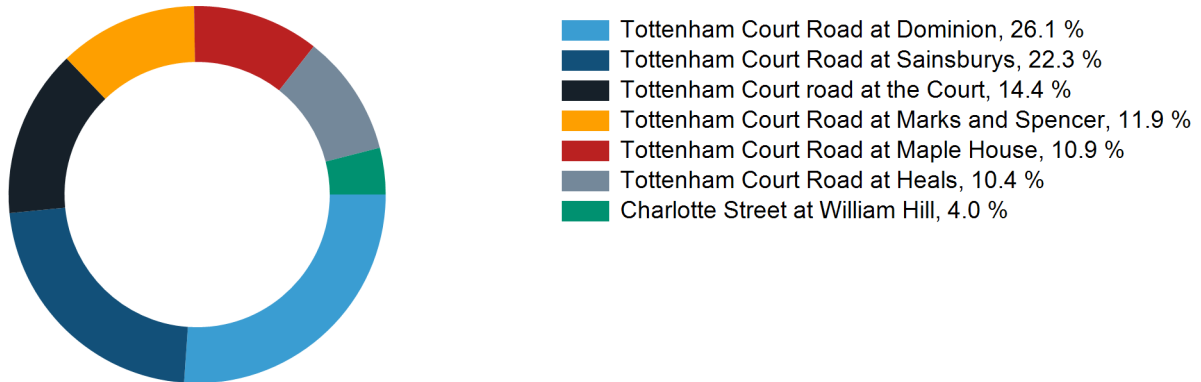 Tottenham Court Road at Dominion, 26.1 %
Tottenham Court Road at Sainsburys, 22.3 %
Tottenham Court road at the Court, 14.4 %
Tottenham Court Road at Marks and Spencer, 11.9 %
Tottenham Court Road at Maple House, 10.9 %
Tottenham Court Road at Heals, 10.4 %
Charlotte Street at William Hill, 4.0 %